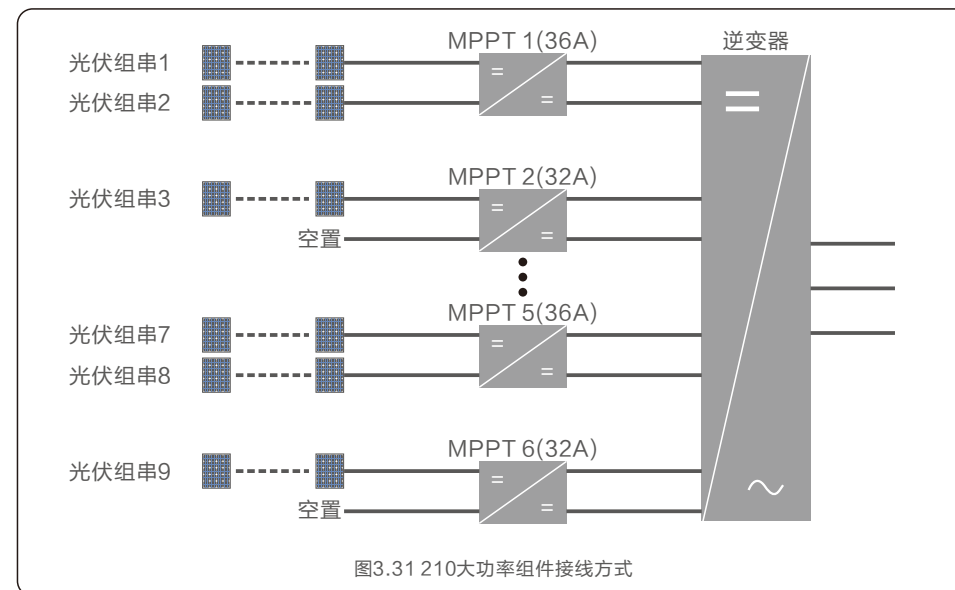 MPPT 1(36A)
逆变器
光伏组串1
光伏组串2
MPPT 2(32A)
光伏组串3
空置
MPPT 5(36A)
光伏组串7
光伏组串8
MPPT 6(32A)
光伏组串9
空置
图3.31 210大功率组件接线方式